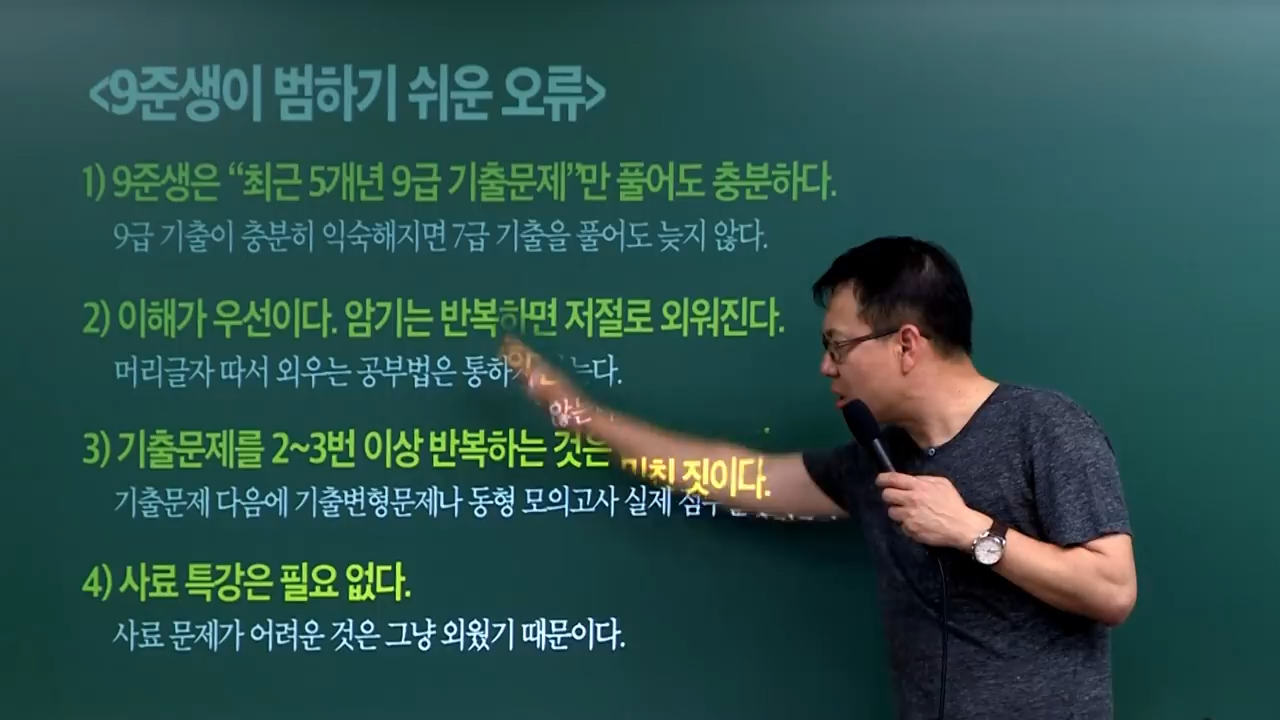 <9준생이 범하기 쉬운 오류>
1) 9준생은 “최근 5개년 9급 기출문제”만 풀어도 충분하다.
9급 기출이 충분히 익숙해지면 7급 기출을 풀어도 늦지 않다.
2) 이해가 우선이다. 암기는 반복하면 저절로 외워진다.
머리글자 따서 외우는 공부법은 통하지
3) 기출문제를 2~3번 이상 반복하는 것은 미친 짓이다.
기출문제 다음에 기출변형문제나 동형 모의고사 실제
4) 사료 특강은 필요 없다.
사료 문제가 어려운 것은 그냥 외웠기 때문이다.